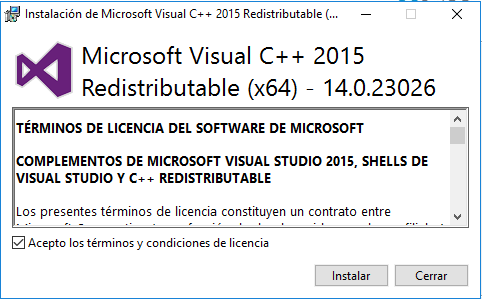 Instalación de Microsoft Visual C++ 2015 Redistributable (...
Microsoft Visual C++ 2015
Redistributable (x64) - 14.0.23026
TÉRMINOS DE LICENCIA DEL SOFTWARE DE MICROSOFT
COMPLEMENTOS DE MICROSOFT VISUAL STUDIO 2015, SHELLS DE
VISUAL STUDIO Y C++ REDISTRIBUTABLE
Los presentes términos de licencia constituyen un contrato entre
Acepto los términos y condiciones de licencia
Instalar
Cerrar